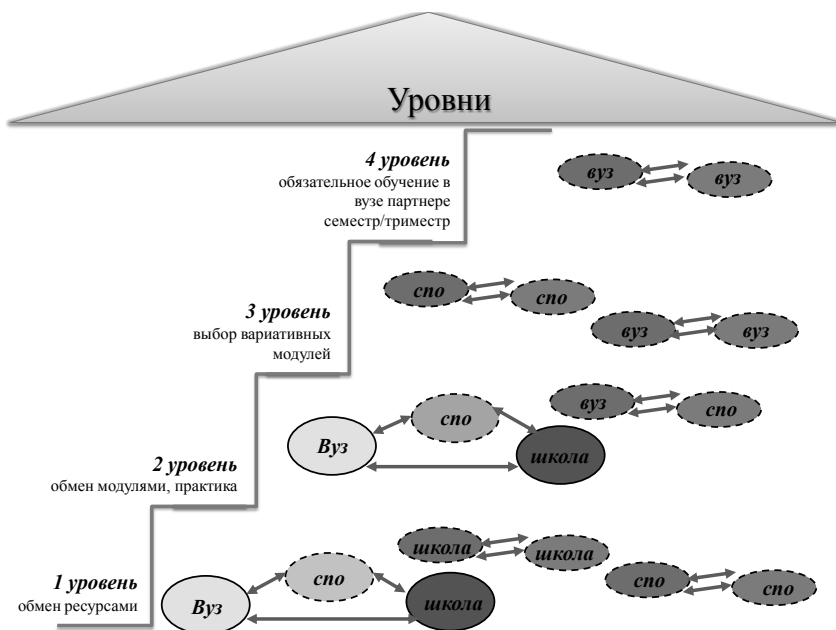 Уровни
4 уровень
обязательное обучение в
вузе партнере
семестр/триместр
вуз
вуз
3 уровень
выбор вариативных
модулей
спо
спо
вуз
вуз
2 уровень
обмен модулями, практика
Вуз
спо
школа
вуз
спо
1 уровень
обмен ресурсами
Вуз
спо
школа
школа
школа
спо
спо